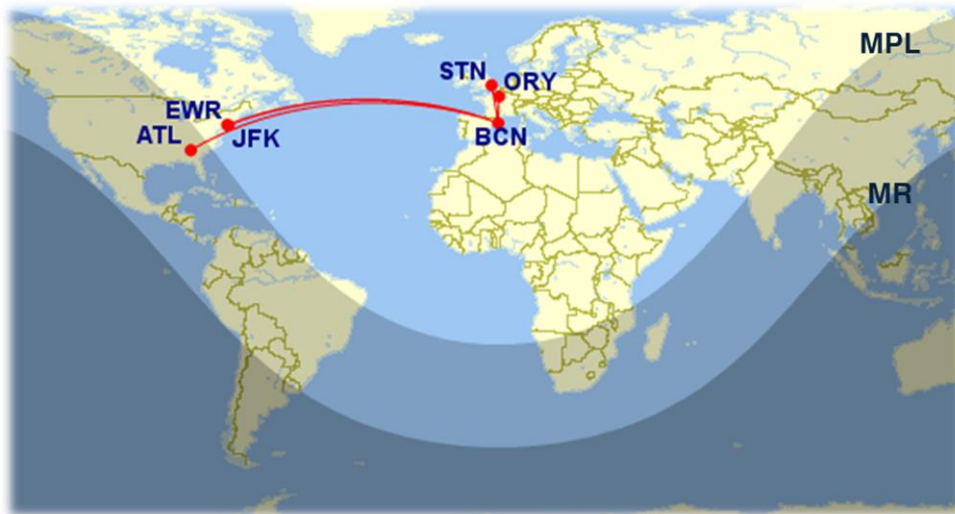 MPL
STN
ORY
EWR
ATL
JFK
BCN
MR